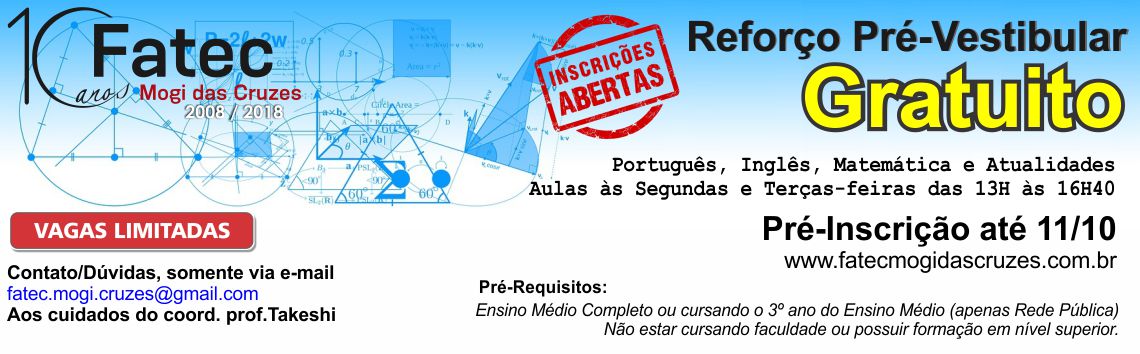 10 anos
Fatec
Mogi das Cruzes
2008 / 2018
INSCRIÇÕES
ABERTAS
Reforço Pré-Vestibular
Gratuito
Português, Inglês, Matemática e Atualidades
Aulas às Segundas e Terças-feiras das 13H às 16H40
VAGAS LIMITADAS
Pré-Inscrição até 11/10
www.fatecmogidascruzes.com.br
Contato/Dúvidas, somente via e-mail
fatec.mogi.cruzes@gmail.com
Aos cuidados do coord. prof.Takeshi
Pré-Requisitos:
Ensino Médio Completo ou cursando o 3º ano do Ensino Médio (apenas Rede Pública)
Não estar cursando faculdade ou possuir formação em nível superior.